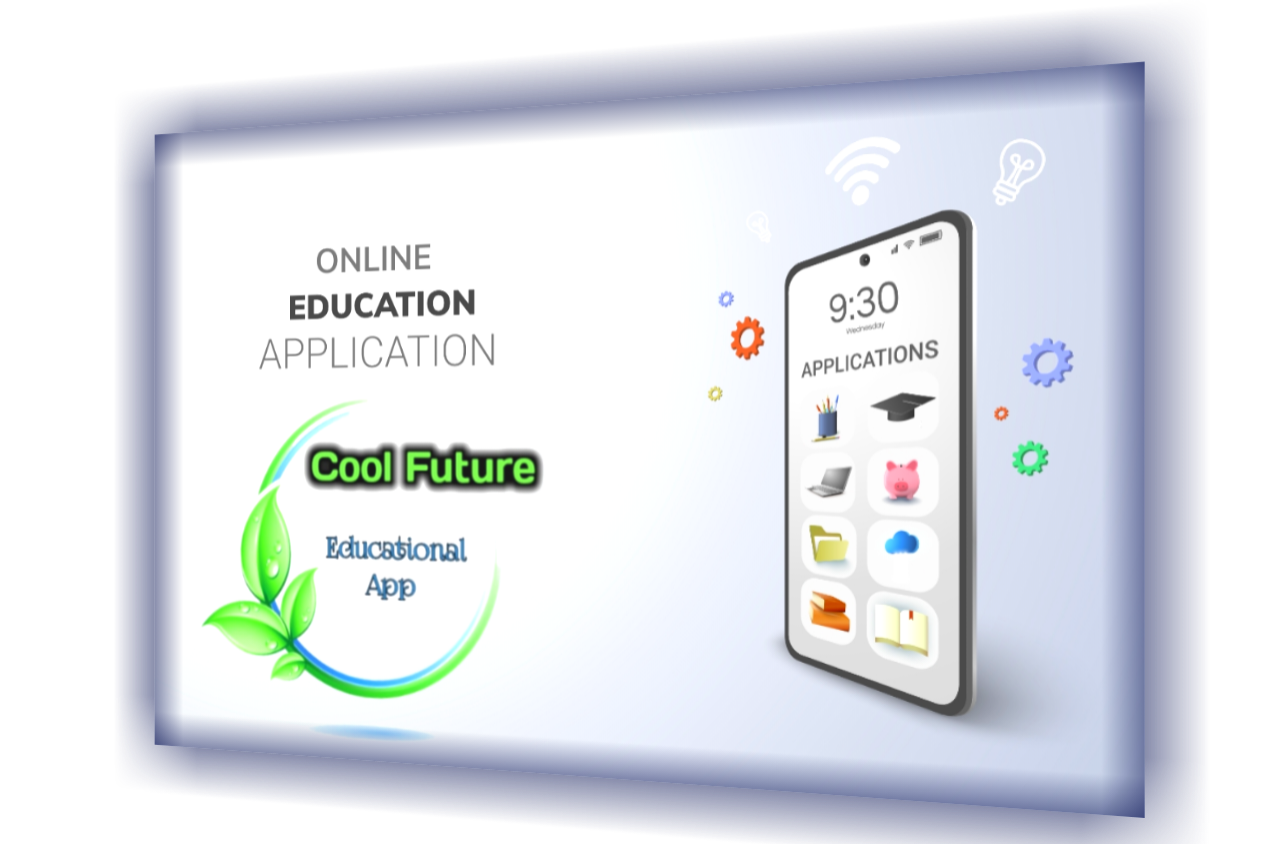 ONLINE
EDUCATION
APPLICATION
Cool Future
Educational
App
9:30
Wednesday
APPLICATIONS